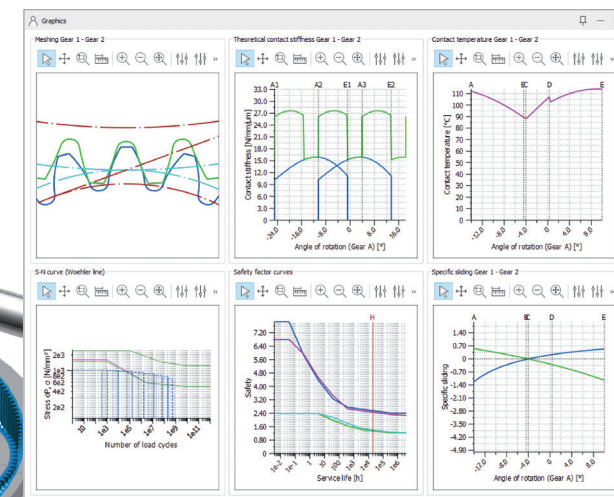 Graphics
Meshing Gear 1 - Gear 2
Theoretical contact stiffness Gear 1 - Gear 2
Contact temperature Gear 1 - Gear 2
A1 A2 E1 A3 E2
33.0
30.0
27.0
24.0
21.0
18.0
15.0
12.0
9.0
6.0
3.0
0
Contact stiffness [N/mm/µm]
-24.0 -16.0 -8.0 0 8.0 16.0
Angle of rotation (Gear A) [°]
A BC D E
110
100
90
80
70
60
50
40
30
20
10
0
Contact temperature [°C]
-12.0 -8.0 -4.0 0 4.0 8.0
Angle of rotation (Gear A) [°]
S-N curve (Woehler line)
Safety factor curves
Specific sliding Gear 1 - Gear 2
2e3
1e3
8e2
6e2
4e2
2e2
Stress σP, σ [N/mm²]
10 1e3 1e5 1e7 1e9 1e11
Number of load cycles
H
7.20
6.40
5.60
4.80
4.00
3.20
2.40
1.60
0.80
0
Safety
1e-2 1e-1 1 10 100 1e3 1e4 1e5 1e6
Service life [h]
A BC D E
1.40
0.70
0
-0.70
-1.40
-2.10
-2.80
-3.50
-4.20
-4.90
Specific sliding
-12.0 -8.0 -4.0 0 4.0 8.0
Angle of rotation (Gear A) [°]